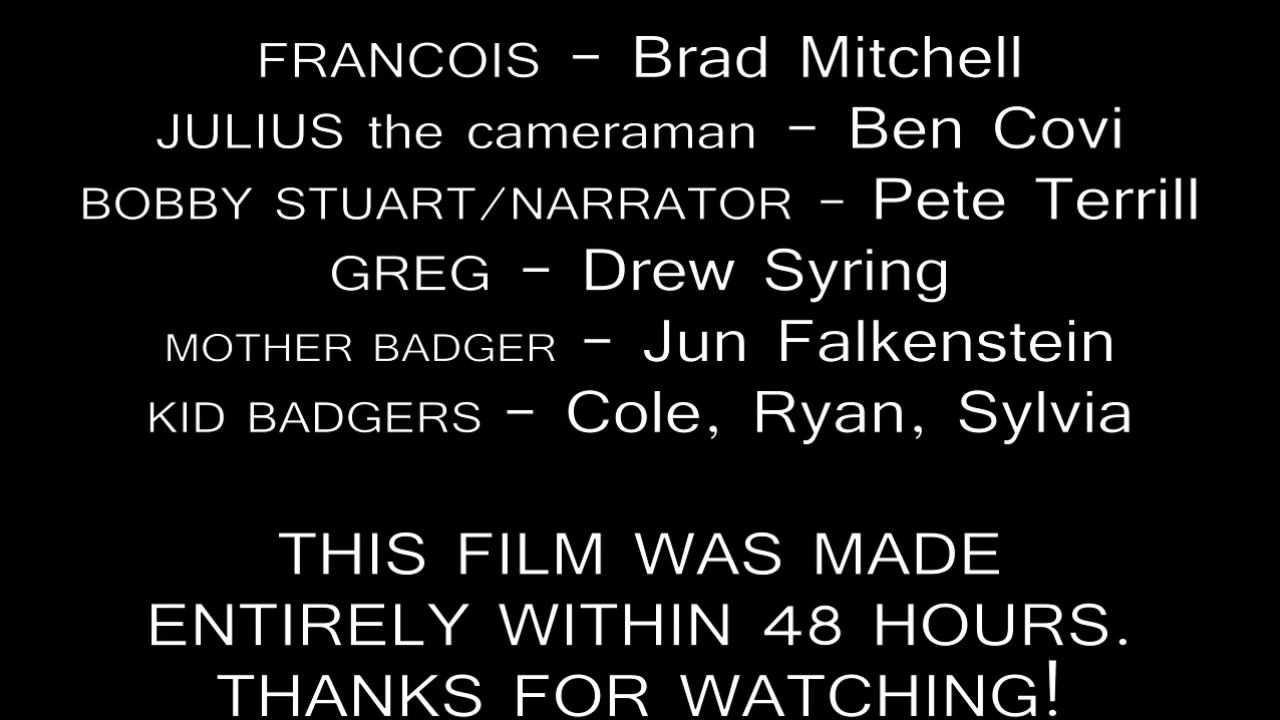 FRANCOIS - Brad Mitchell
JULIUS the cameraman - Ben Covi
BOBBY STUART/NARRATOR - Pete Terrill
GREG - Drew Syring
MOTHER BADGER - Jun Falkenstein
KID BADGERS - Cole, Ryan, Sylvia
THIS FILM WAS MADE
ENTIRELY WITHIN 48 HOURS.
THANKS FOR WATCHING!